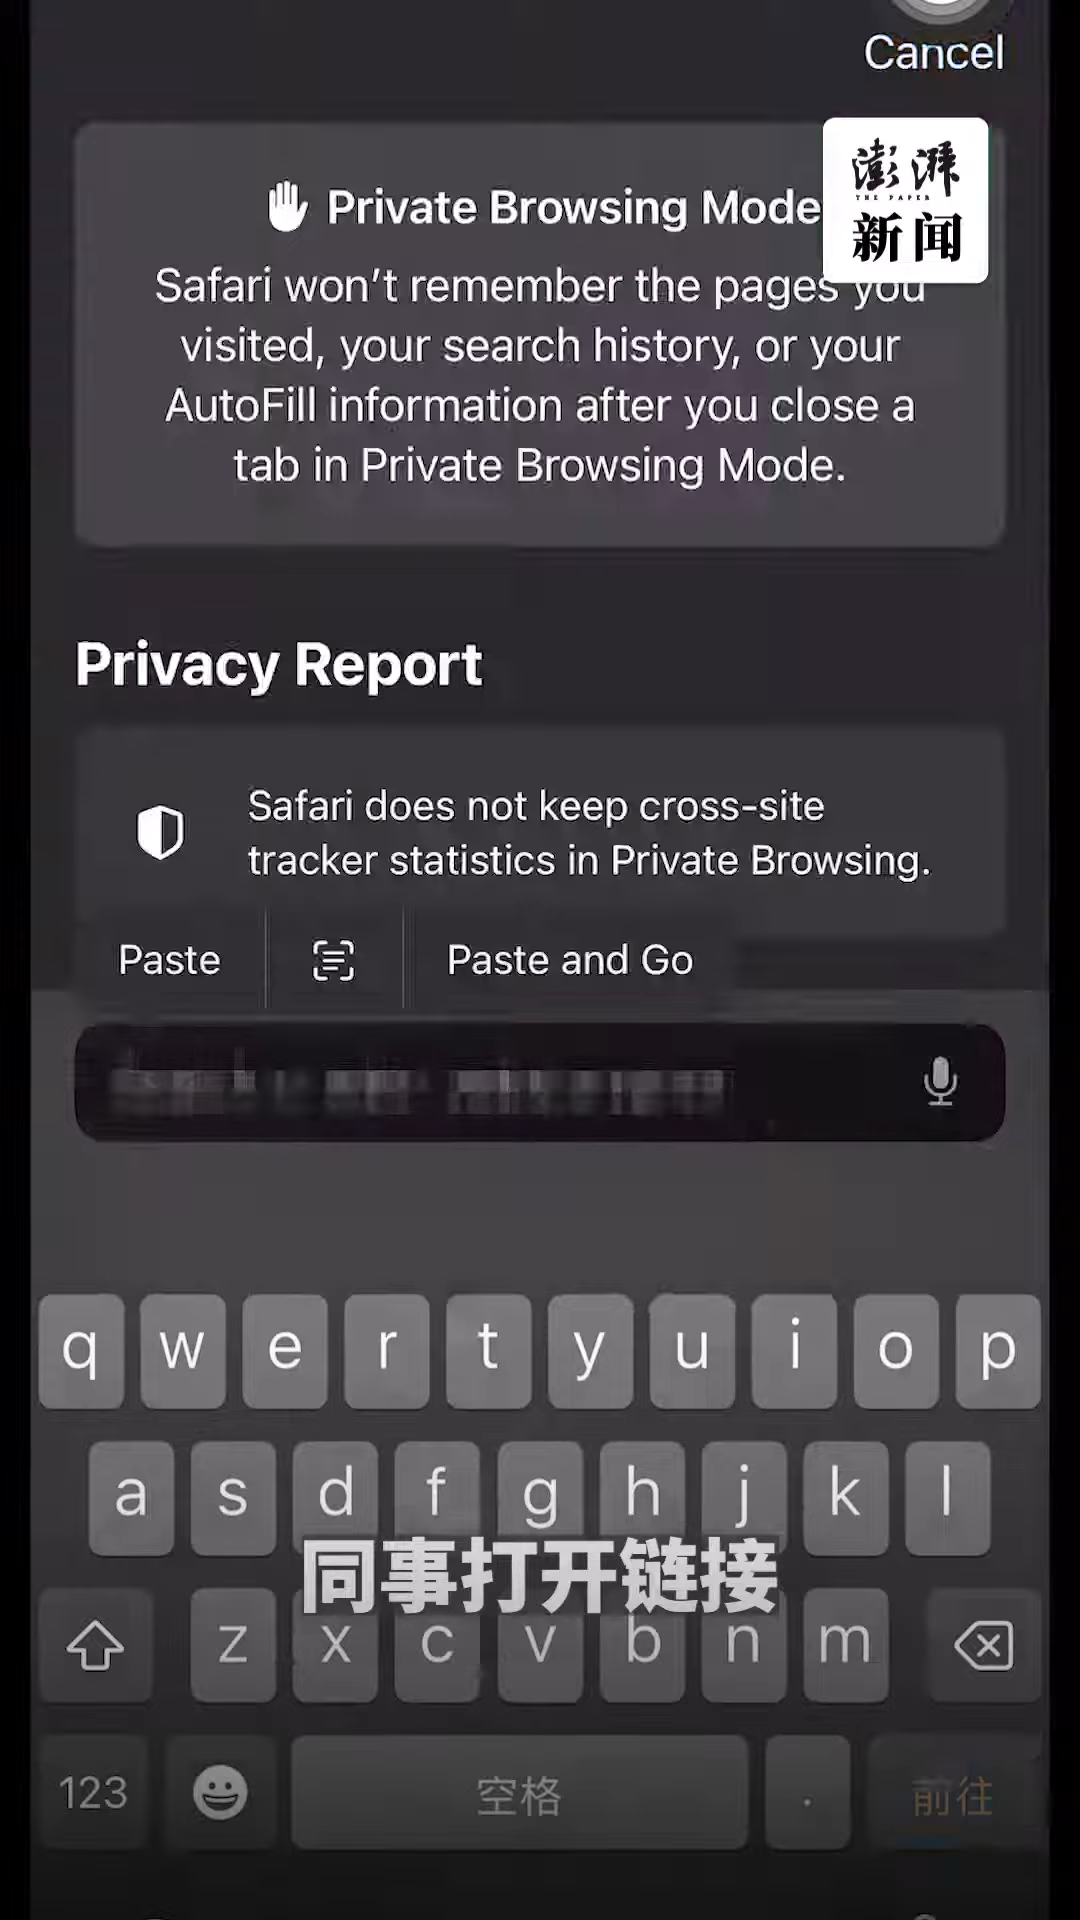 Cancel
澎湃
THE PAPER
新闻
Private Browsing Mode
Safari won't remember the pages you
visited, your search history, or your
AutoFill information after you close a
tab in Private Browsing Mode.
Privacy Report
Safari does not keep cross-site
tracker statistics in Private Browsing.
Paste
Paste and Go
q w e r t y u i o p
a s d f g h j k l
同事打开链接
z x c v b n m
123 空格 . 前往